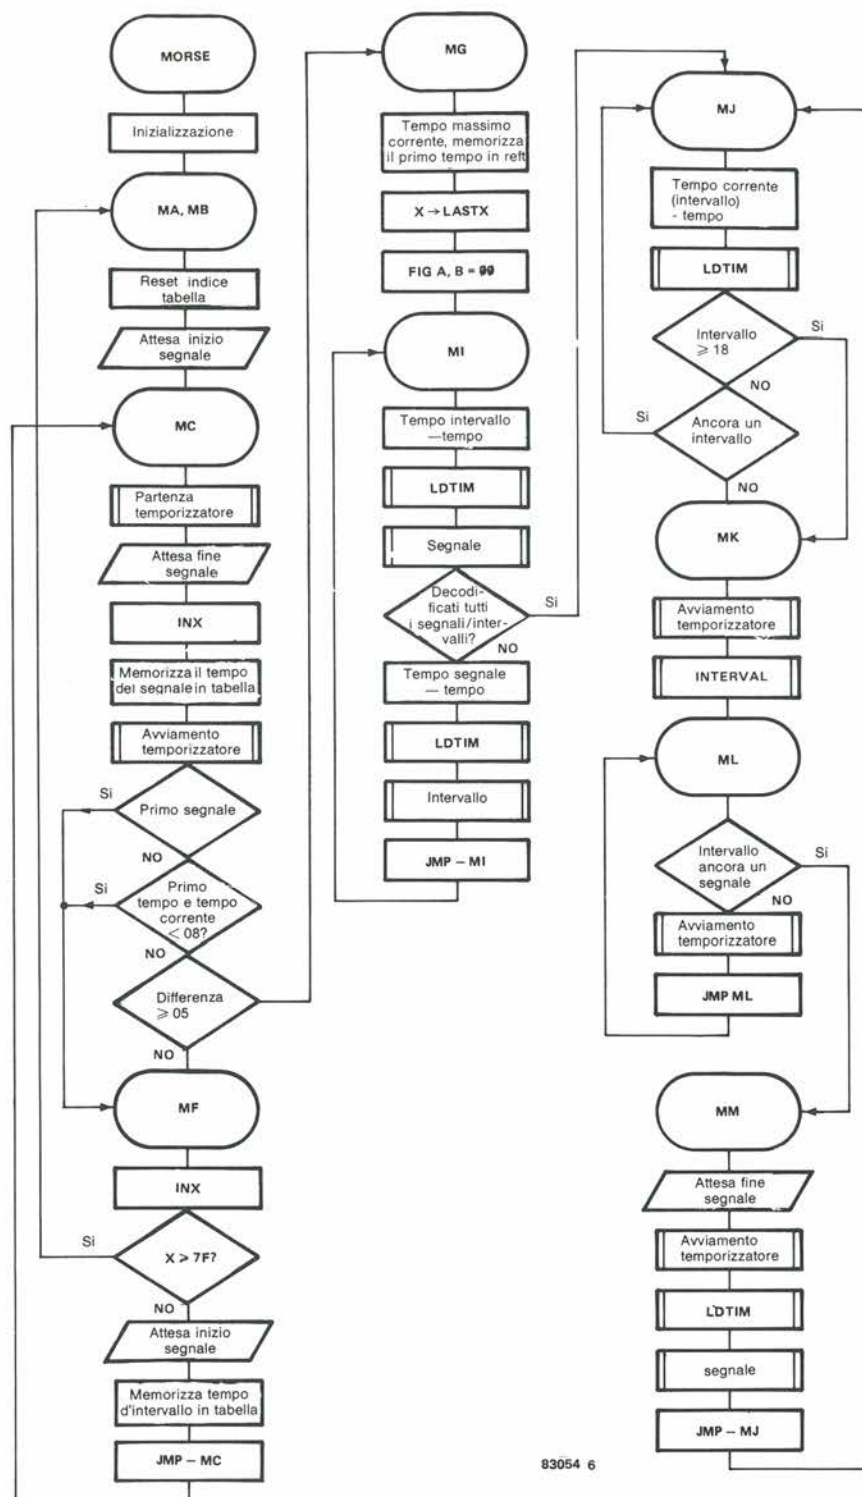 MORSE
Inizializzazione
MA, MB
Reset indice
tabella
Attesa inizio
segnale
MC
Partenza
temporizzatore
Attesa fine
segnale
INX
Memorizza il tempo
del segnale in tabella
Avviamento
temporizzatore
Si
Primo segnale
NO
Si
Primo
tempo e tempo
corrente
< 08?
NO
Differenza
⩾ 05
NO
MF
INX
Si
X > 7F?
NO
Attesa inizio
segnale
Memorizza tempo
d'intervallo in tabella
JMP – MC
MG
Tempo massimo
corrente, memorizza
il primo tempo in reft
X → LASTX
FIG A, B = 00
MI
Tempo intervallo
—tempo
LDTIM
Segnale
Decodi-
ficati tutti
i segnali/inter-
valli?
Si
NO
Tempo segnale
— tempo
LDTIM
Intervallo
JMP – MI
MJ
Tempo corrente
(intervallo)
- tempo
LDTIM
Intervallo
⩾ 18
Si
NO
Si
Ancora un
intervallo
NO
MK
Avviamento
temporizzatore
INTERVAL
ML
Intervallo
ancora un
segnale
Si
NO
Avviamento
temporizzatore
JMP ML
MM
Attesa fine
segnale
Avviamento
temporizzatore
LDTIM
segnale
JMP – MJ
83054 6